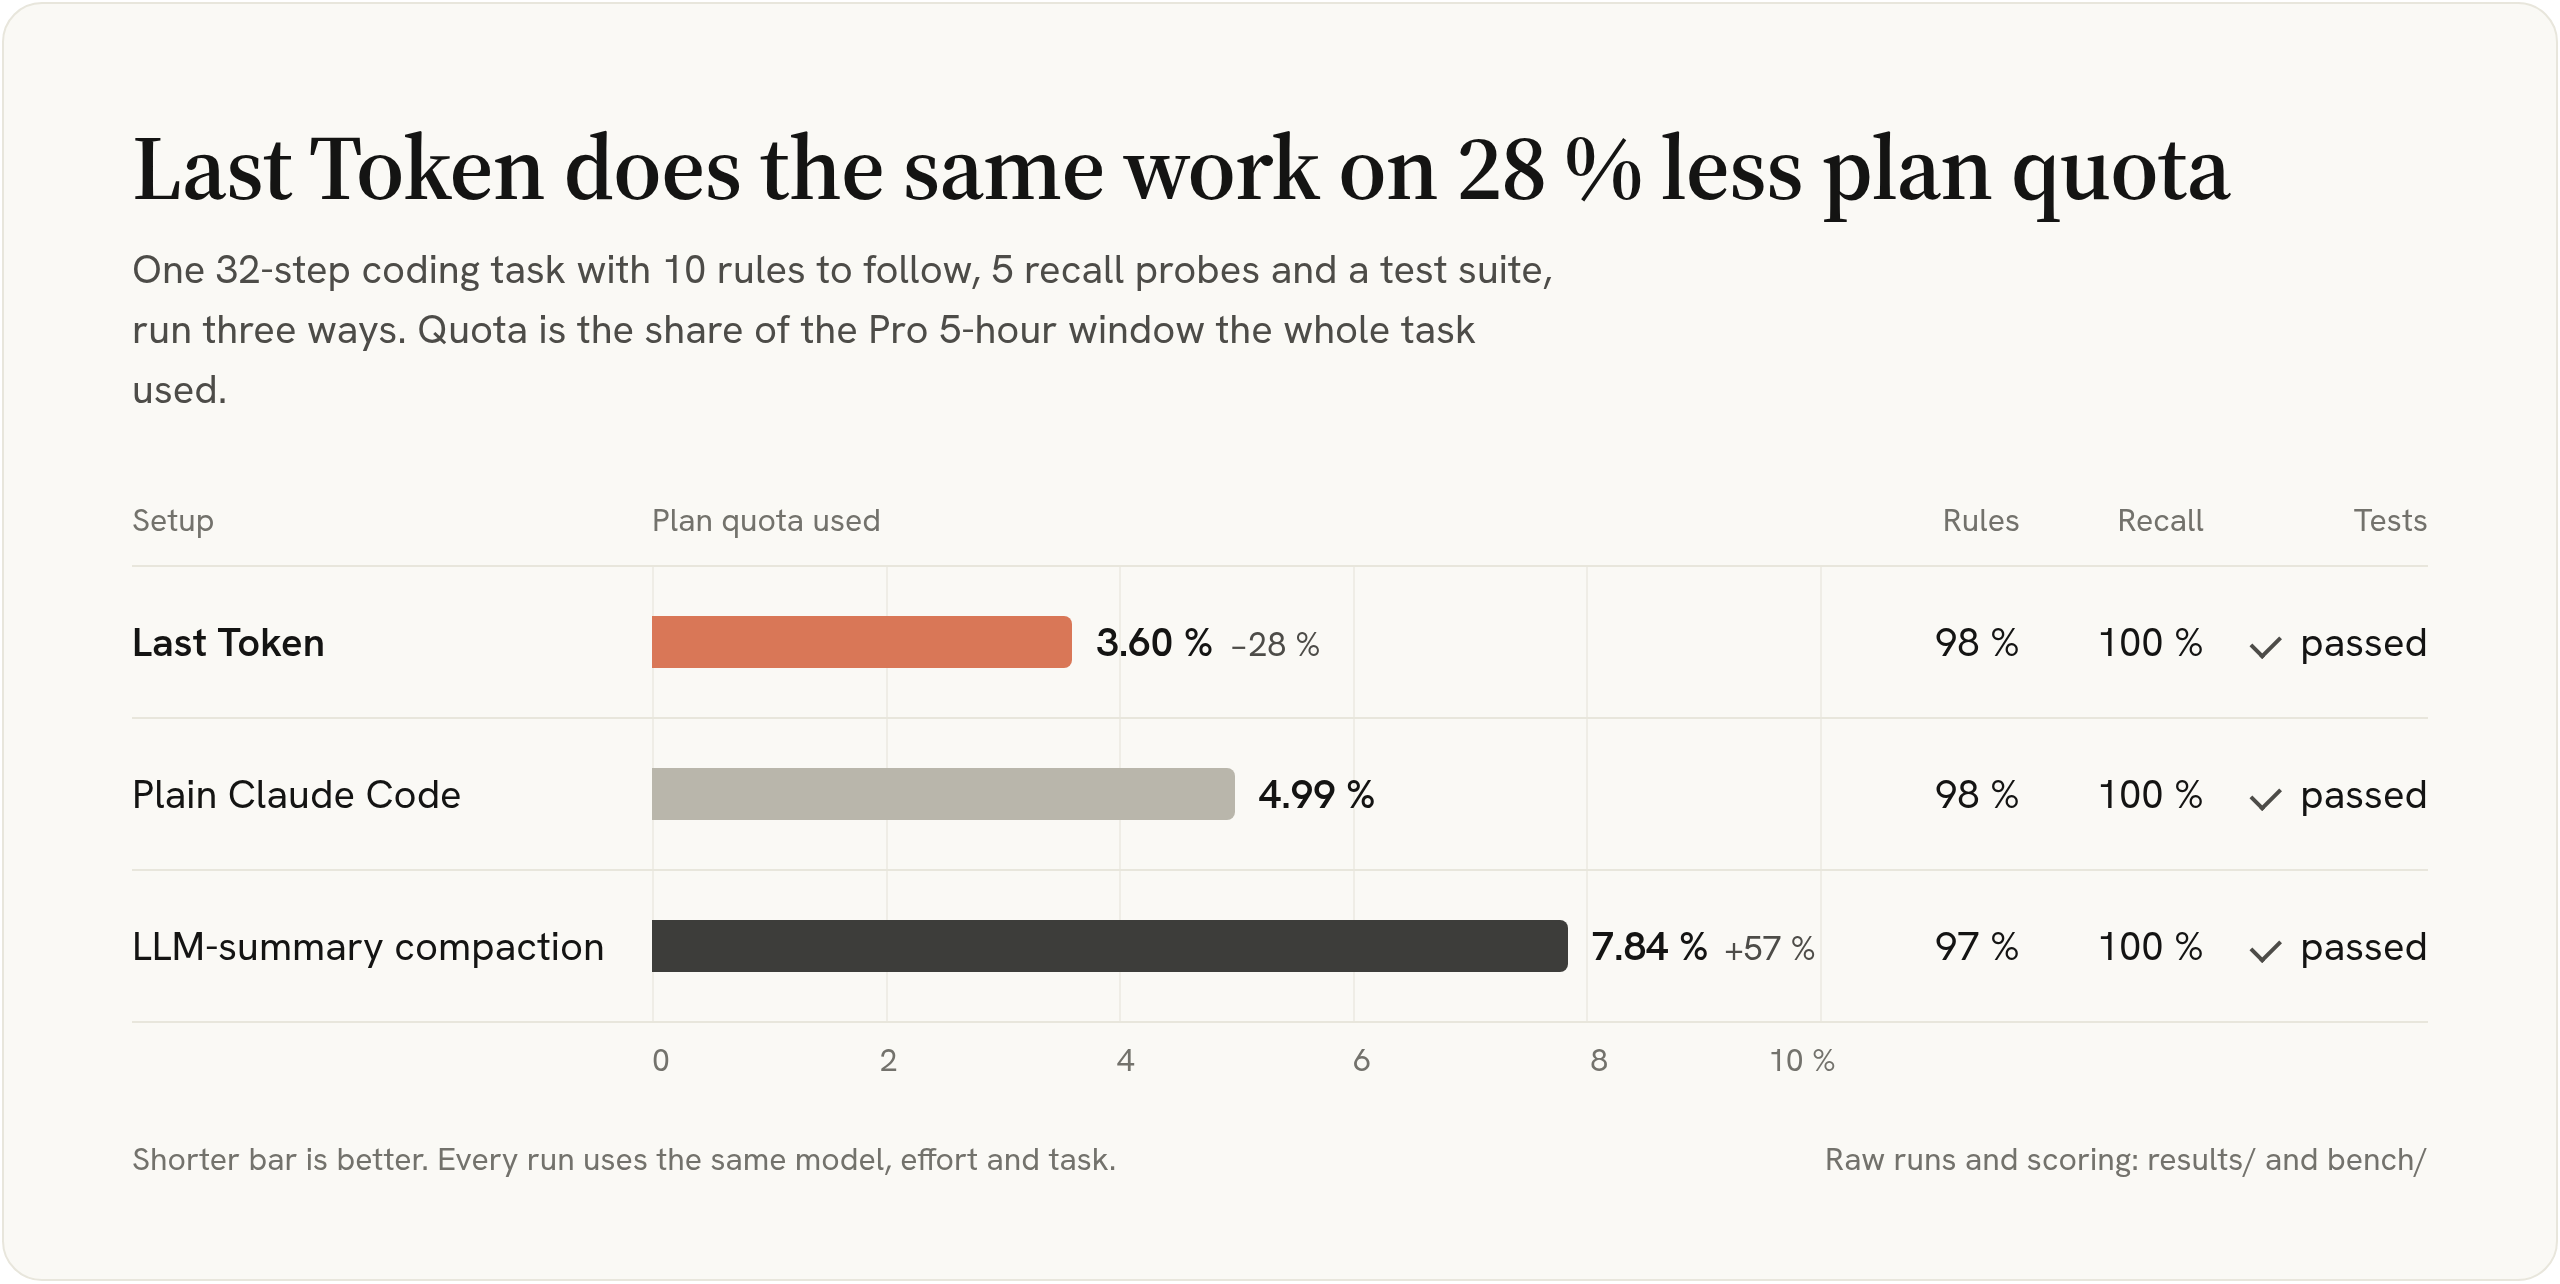 Last Token does the same work on 28 % less plan quota
One 32-step coding task with 10 rules to follow, 5 recall probes and a test suite,
run three ways. Quota is the share of the Pro 5-hour window the whole task
used.
Setup Plan quota used Rules Recall Tests
Last Token 3.60 % –28 % 98 % 100 % ✓ passed
Plain Claude Code 4.99 % 98 % 100 % ✓ passed
LLM-summary compaction 7.84 % +57 % 97 % 100 % ✓ passed
0 2 4 6 8 10 %
Shorter bar is better. Every run uses the same model, effort and task. Raw runs and scoring: results/ and bench/